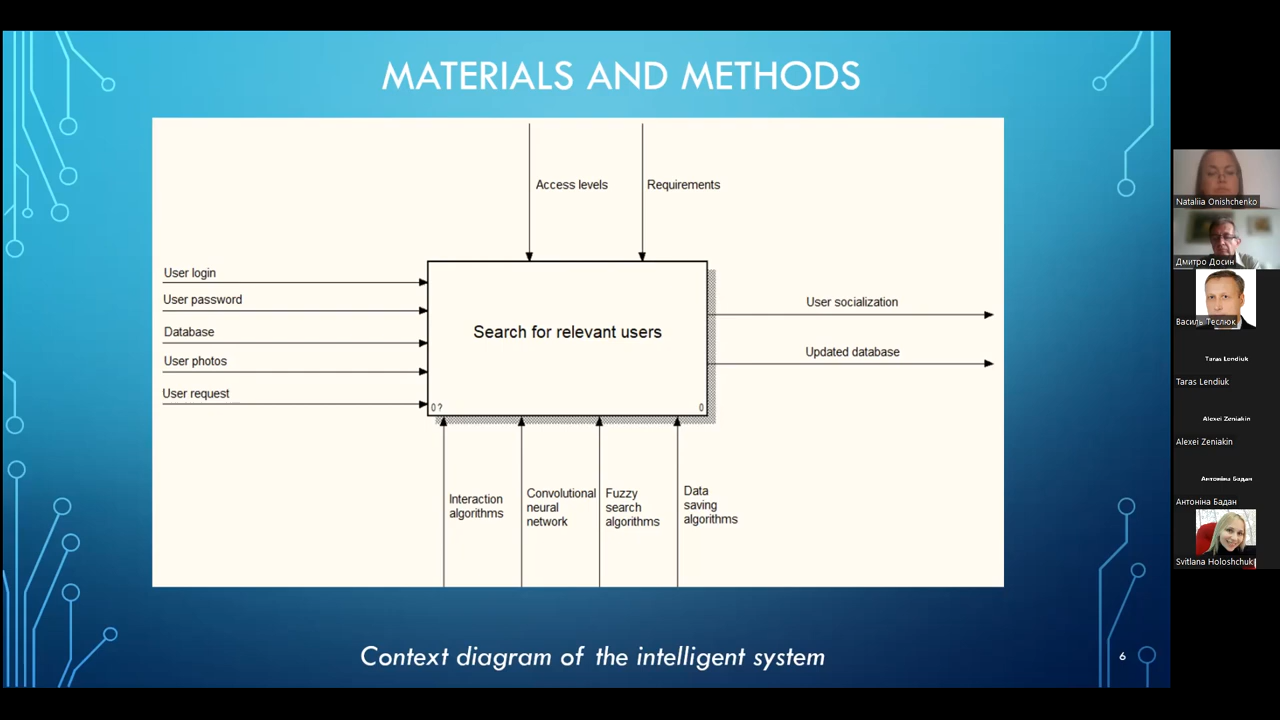 MATERIALS AND METHODS
Access levels
Requirements
User login
User password
Database
User photos
User request
Search for relevant users
0 ?
0
User socialization
Updated database
Interaction
algorithms
Convolutional
neural
network
Fuzzy
search
algorithms
Data
saving
algorithms
Context diagram of the intelligent system
6
Nataliia Onishchenko
Дмитро Досин
Василь Теслюк
Taras Lendiuk
Taras Lendiuk
Alexei Zeniakin
Alexei Zeniakin
Антоніна Бадан
Антоніна Бадан
Svitlana Holoshchuk